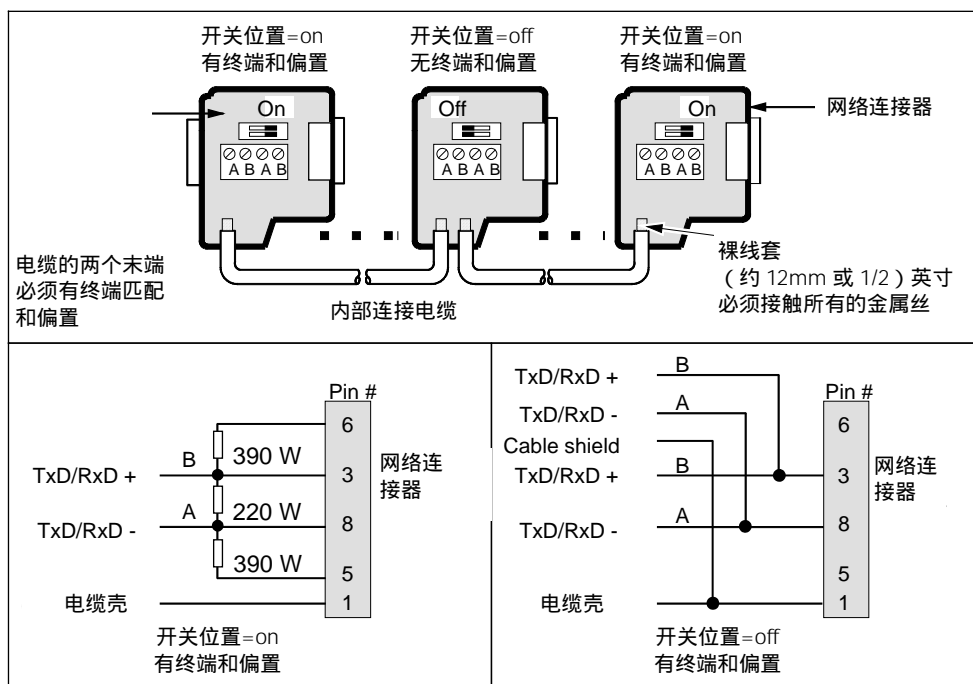 开关位置=on
有终端和偏置
开关位置=off
无终端和偏置
开关位置=on
有终端和偏置
On
Off
On
网络连接器
A B A B
A B A B
A B A B
电缆的两个末端
必须有终端匹配
和偏置
内部连接电缆
裸线套
（约 12mm 或 1/2）英寸
必须接触所有的金属丝
Pin #
6
390 W
B
TxD/RxD +
3
网络连
接器
A
220 W
TxD/RxD -
8
390 W
5
电缆壳
1
开关位置=on
有终端和偏置
TxD/RxD +
B
Pin #
TxD/RxD -
A
6
Cable shield
TxD/RxD +
B
3
网络连
接器
TxD/RxD -
A
8
5
电缆壳
1
开关位置=off
有终端和偏置